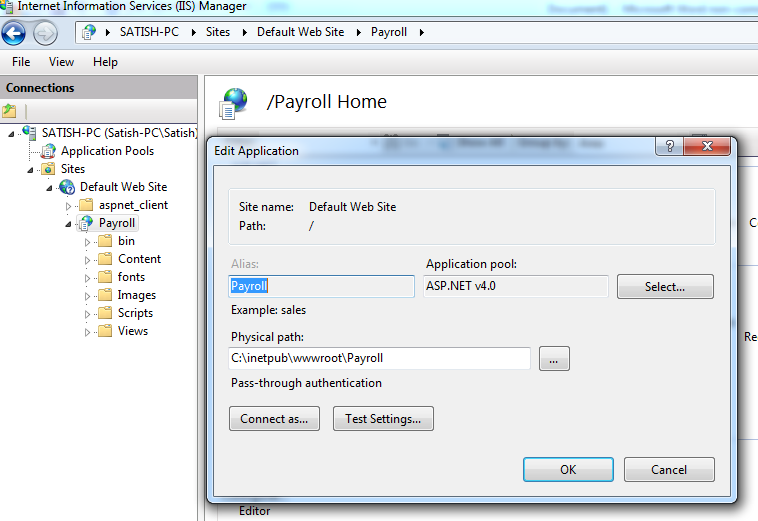 Internet Information Services (IIS) Manager
SATISH-PC Sites Default Web Site Payroll
File View Help
Connections
SATISH-PC (Satish-PC\Satish)
Application Pools
Sites
Default Web Site
aspnet_client
Payroll
bin
Content
fonts
Images
Scripts
Views
/Payroll Home
Edit Application
Site name: Default Web Site
Path: /
Alias: Application pool:
Payroll ASP.NET v4.0 Select...
Example: sales
Physical path:
C:\inetpub\wwwroot\Payroll ...
Pass-through authentication
Connect as... Test Settings...
OK Cancel
Editor